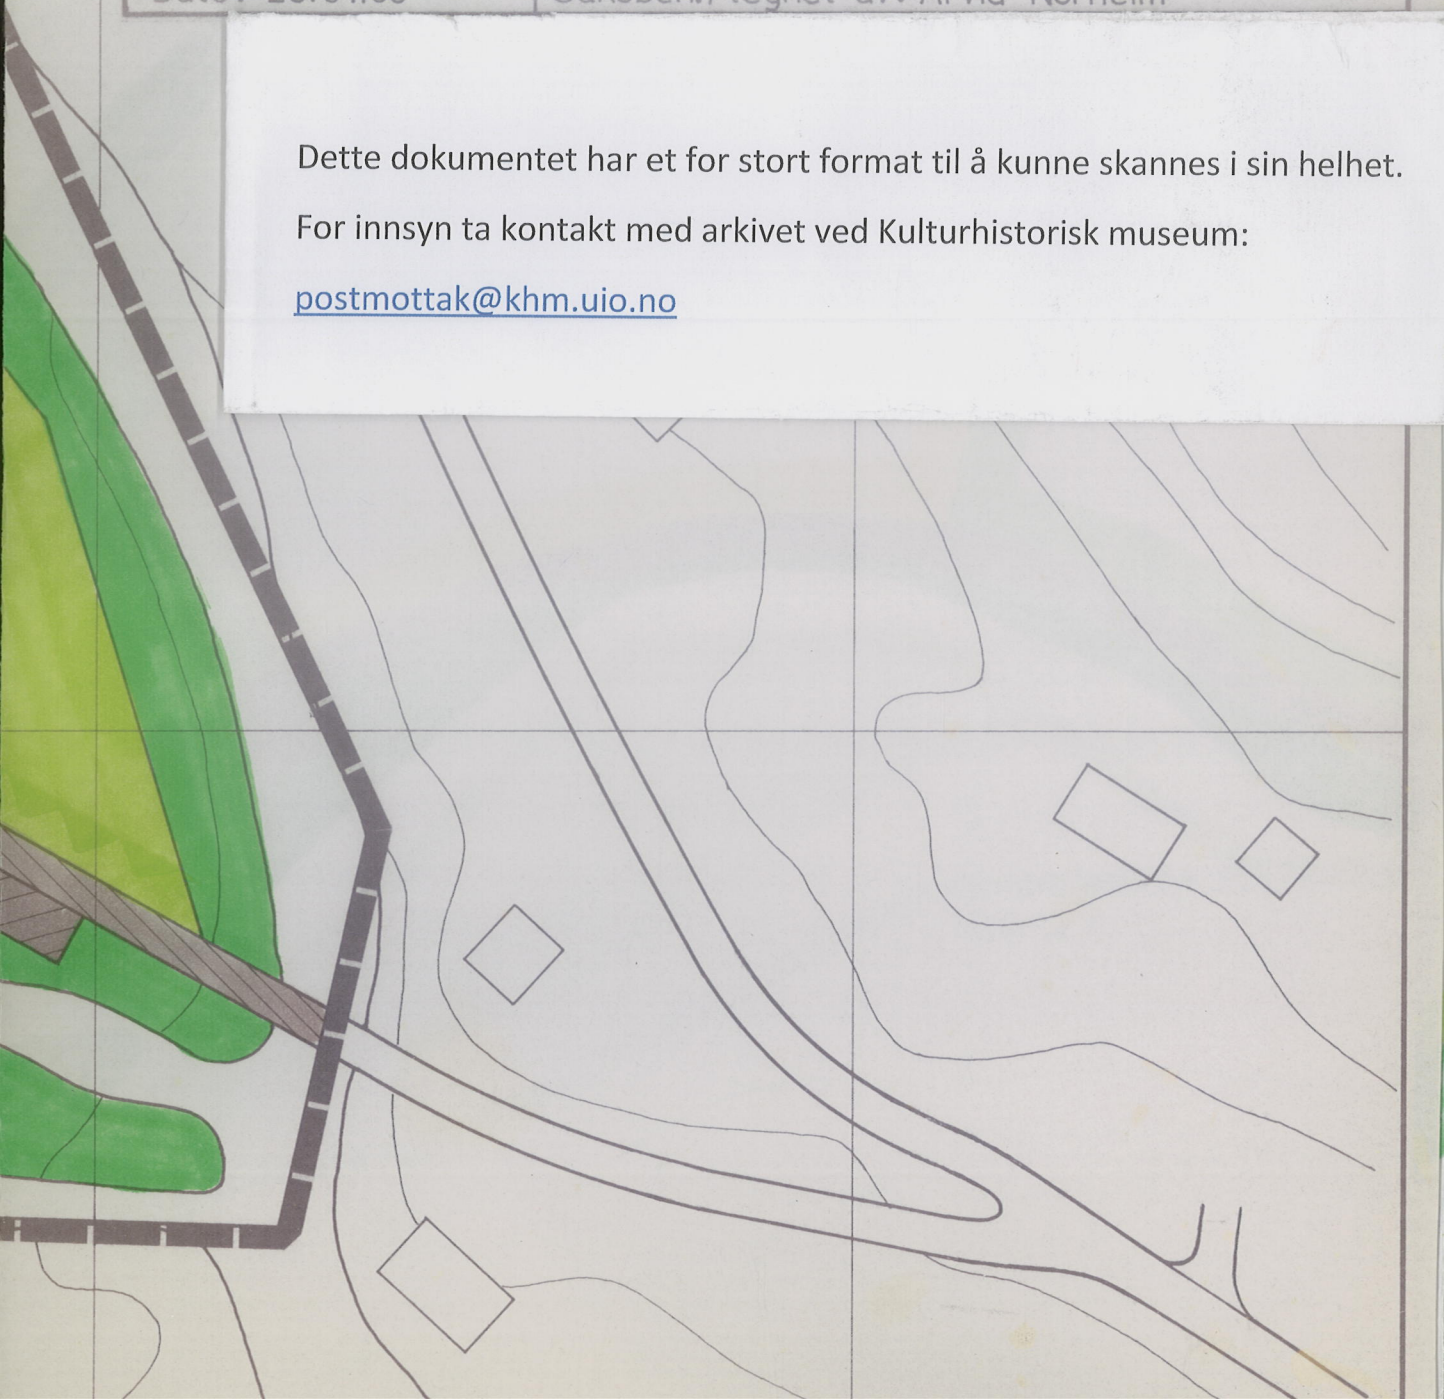 Dette dokumentet har et for stort format til å kunne skannes i sin helhet.
For innsyn ta kontakt med arkivet ved Kulturhistorisk museum:
postmottak@khm.uio.no